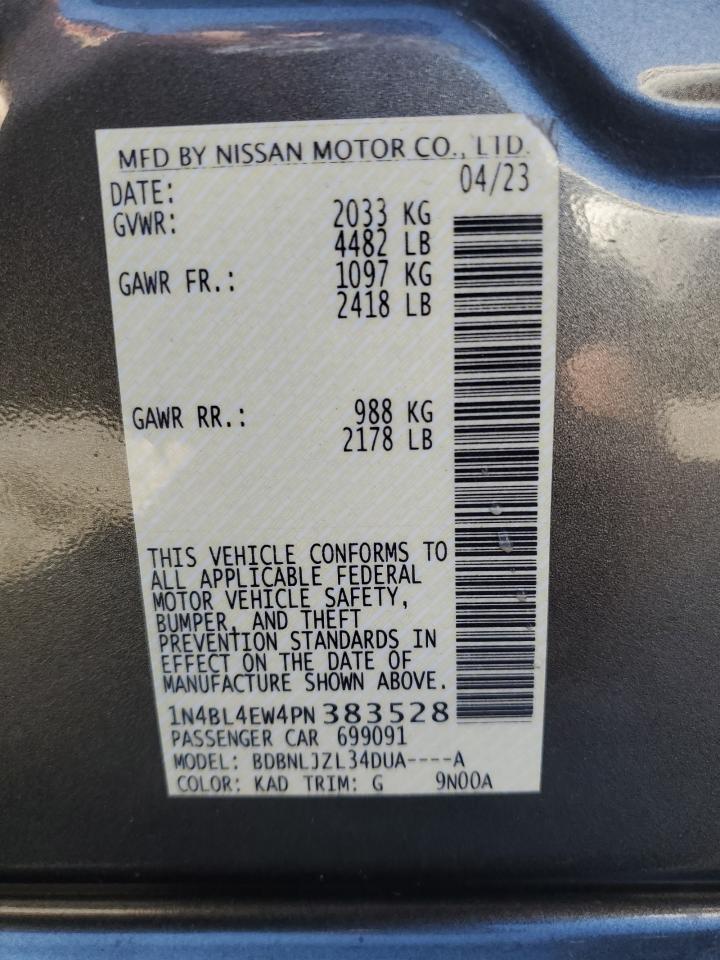 MFD BY NISSAN MOTOR CO., LTD.
DATE: 04/23
GVWR: 2033 KG
4482 LB
GAWR FR.: 1097 KG
2418 LB
GAWR RR.: 988 KG
2178 LB
THIS VEHICLE CONFORMS TO
ALL APPLICABLE FEDERAL
MOTOR VEHICLE SAFETY,
BUMPER, AND THEFT
PREVENTION STANDARDS IN
EFFECT ON THE DATE OF
MANUFACTURE SHOWN ABOVE.
1N4BL4EW4PN383528
PASSENGER CAR 699091
MODEL: BDBNLJZL34DUA----A
COLOR: KAD TRIM: G 9N00A